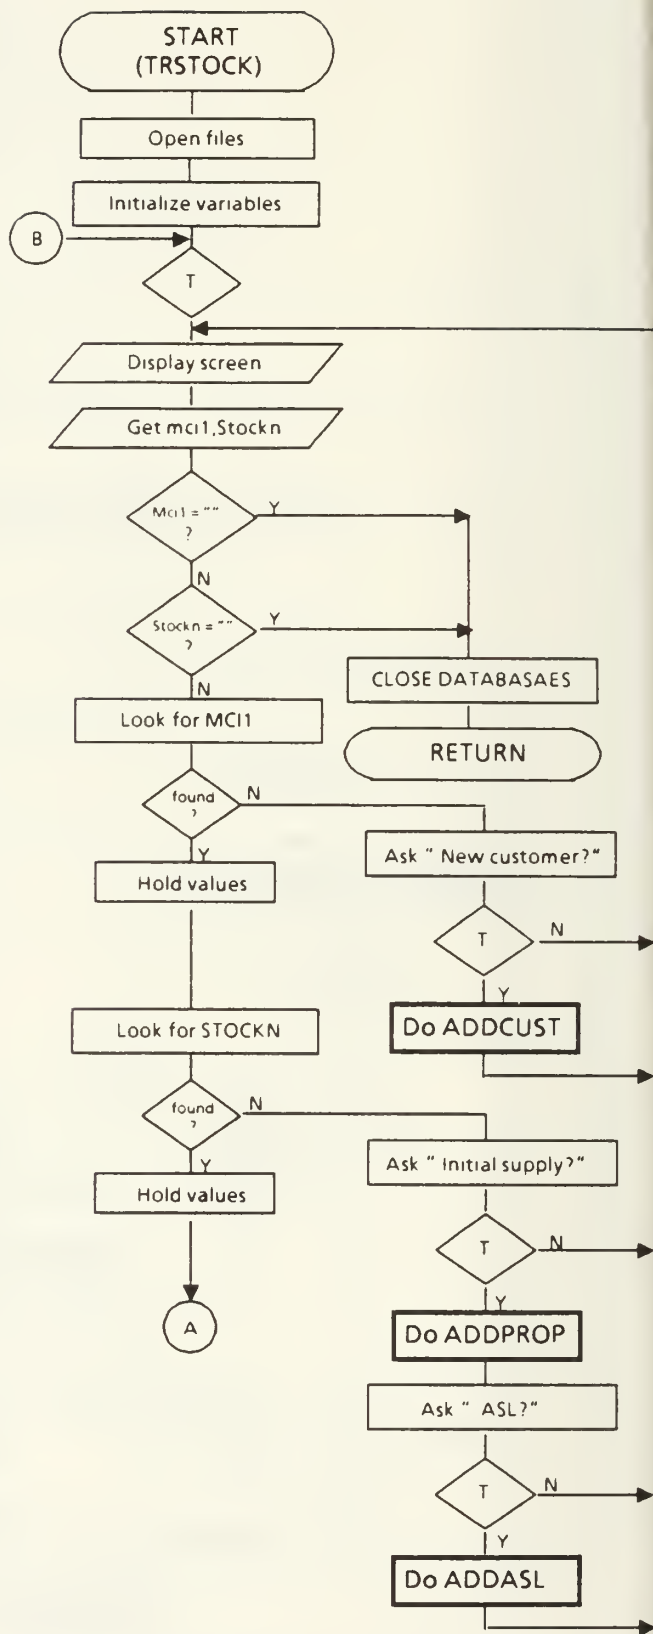 START
(TRSTOCK)
Open files
Initialize variables
B
T
Display screen
Get mci1,Stockn
Mci1 = ""
?
Y
N
Stockn = ""
?
Y
N
CLOSE DATABASAES
Look for MCI1
RETURN
found
?
N
Y
Ask " New customer?"
Hold values
T
N
Y
Look for STOCKN
Do ADDCUST
found
?
N
Y
Ask " Initial supply?"
Hold values
T
N
Y
A
Do ADDPROP
Ask " ASL?"
T
N
Y
Do ADDASL